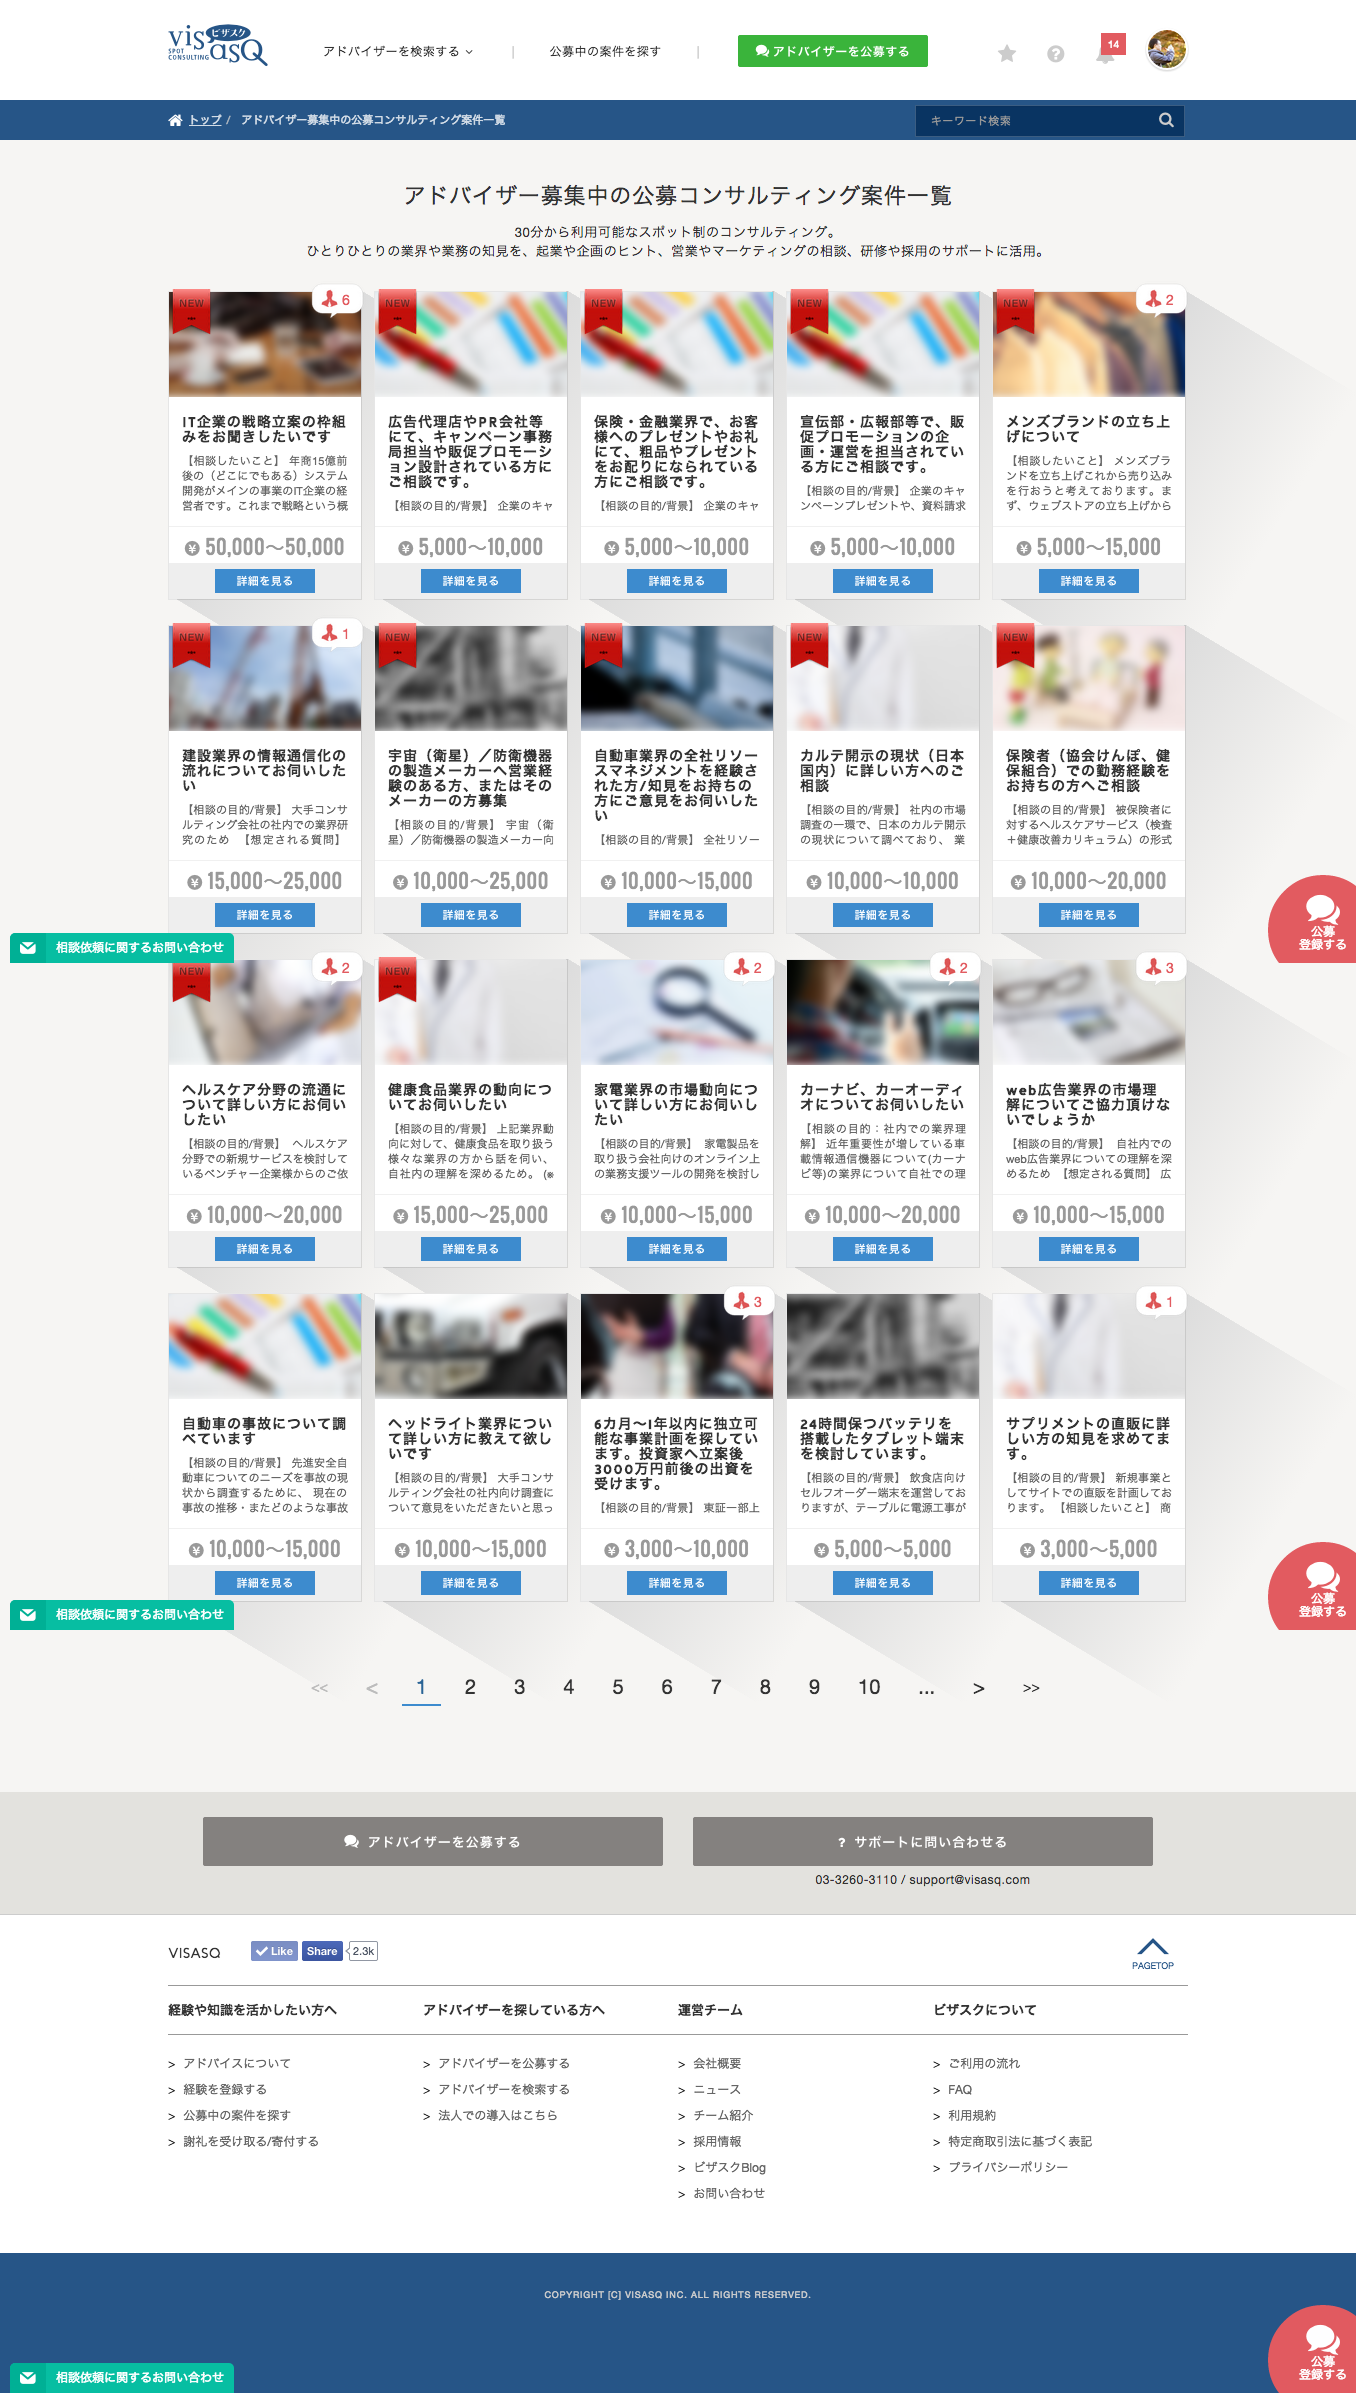 visasQ
ビザスク
SPOT
CONSULTING
アドバイザーを検索する
|
公募中の案件を探す
|
アドバイザーを公募する
14
トップ / アドバイザー募集中の公募コンサルティング案件一覧
キーワード検索
アドバイザー募集中の公募コンサルティング案件一覧
30分から利用可能なスポット制のコンサルティング。
ひとりひとりの業界や業務の知見を、起業や企画のヒント、営業やマーケティングの相談、研修や採用のサポートに活用。
NEW
6
IT企業の戦略立案の枠組
みをお聞きしたいです
【相談したいこと】 年商15億前
後の（どこにでもある）システム
開発がメインの事業のIT企業の経
営者です。これまで戦略という概
¥ 50,000〜50,000
詳細を見る
NEW
広告代理店やPR会社等
にて、キャンペーン事務
局担当や販促プロモーシ
ョン設計されている方に
ご相談です。
【相談の目的/背景】 企業のキャ
¥ 5,000〜10,000
詳細を見る
NEW
保険・金融業界で、お客
様へのプレゼントやお礼
にて、粗品やプレゼント
をお配りになられている
方にご相談です。
【相談の目的/背景】 企業のキャ
¥ 5,000〜10,000
詳細を見る
NEW
宣伝部・広報部等で、販
促プロモーションの企
画・運営を担当されてい
る方にご相談です。
【相談の目的/背景】 企業のキャ
ンペーンプレゼントや、資料請求
¥ 5,000〜10,000
詳細を見る
NEW
2
メンズブランドの立ち上
げについて
【相談したいこと】 メンズブラ
ンドを立ち上げこれから売り込み
を行おうと考えております。ま
ず、ウェブストアの立ち上げから
¥ 5,000〜15,000
詳細を見る
NEW
1
建設業界の情報通信化の
流れについてお伺いした
い
【相談の目的/背景】 大手コンサ
ルティング会社の社内での業界研
究のため 【想定される質問】
¥ 15,000〜25,000
詳細を見る
NEW
宇宙（衛星）／防衛機器
の製造メーカーへ営業経
験のある方、またはその
メーカーの方募集
【相談の目的/背景】 宇宙（衛
星）／防衛機器の製造メーカー向
¥ 10,000〜25,000
詳細を見る
NEW
自動車業界の全社リソー
スマネジメントを経験さ
れた方/知見をお持ちの
方にご意見をお伺いした
い
【相談の目的/背景】 全社リソー
¥ 10,000〜15,000
詳細を見る
NEW
カルテ開示の現状（日本
国内）に詳しい方へのご
相談
【相談の目的/背景】 社内の市場
調査の一環で、日本のカルテ開示
の現状について調べており、 業
¥ 10,000〜10,000
詳細を見る
NEW
保険者（協会けんぽ、健
保組合）での勤務経験を
お持ちの方へご相談
【相談の目的/背景】 被保険者に
対するヘルスケアサービス（検査
＋健康改善カリキュラム）の形式
¥ 10,000〜20,000
詳細を見る
公募
登録する
相談依頼に関するお問い合わせ
NEW
2
ヘルスケア分野の流通に
ついて詳しい方にお伺い
したい
【相談の目的/背景】 ヘルスケア
分野での新規サービスを検討して
いるベンチャー企業様からのご依
¥ 10,000〜20,000
詳細を見る
NEW
健康食品業界の動向につ
いてお伺いしたい
【相談の目的/背景】 上記業界動
向に対して、健康食品を取り扱う
様々な業界の方から話を伺い、
自社内の理解を深めるため。 (※
¥ 15,000〜25,000
詳細を見る
2
家電業界の市場動向につ
いて詳しい方にお伺いし
たい
【相談の目的/背景】 家電製品を
取り扱う会社向けのオンライン上
の業務支援ツールの開発を検討し
¥ 10,000〜15,000
詳細を見る
2
カーナビ、カーオーディ
オについてお伺いしたい
【相談の目的：社内での業界理
解】 近年重要性が増している車
載情報通信機器について(カーナ
ビ等)の業界について自社での理
¥ 10,000〜20,000
詳細を見る
3
web広告業界の市場理
解についてご協力頂けな
いでしょうか
【相談の目的/背景】 自社内での
web広告業界についての理解を深
めるため 【想定される質問】 広
¥ 10,000〜15,000
詳細を見る
自動車の事故について調
べています
【相談の目的/背景】 先進安全自
動車についてのニーズを事故の現
状から調査するために、 現在の
事故の推移・またどのような事故
¥ 10,000〜15,000
詳細を見る
ヘッドライト業界につい
て詳しい方に教えて欲し
いです
【相談の目的/背景】 大手コンサ
ルティング会社の社内向け調査に
ついて意見をいただきたいと思っ
¥ 10,000〜15,000
詳細を見る
3
6カ月〜1年以内に独立可
能な事業計画を探してい
ます。投資家へ立案後
3000万円前後の出資を
受けます。
【相談の目的/背景】 東証一部上
¥ 3,000〜10,000
詳細を見る
24時間保つバッテリを
搭載したタブレット端末
を検討しています。
【相談の目的/背景】 飲食店向け
セルフオーダー端末を運営してお
りますが、テーブルに電源工事が
¥ 5,000〜5,000
詳細を見る
1
サプリメントの直販に詳
しい方の知見を求めてま
す。
【相談の目的/背景】 新規事業と
してサイトでの直販を計画してお
ります。 【相談したいこと】 商
¥ 3,000〜5,000
詳細を見る
公募
登録する
相談依頼に関するお問い合わせ
<< < 1 2 3 4 5 6 7 8 9 10 ... > >>
アドバイザーを公募する
? サポートに問い合わせる
03-3260-3110 / support@visasq.com
VISASQ
Like
Share
2.3k
PAGETOP
経験や知識を活かしたい方へ
> アドバイスについて
> 経験を登録する
> 公募中の案件を探す
> 謝礼を受け取る/寄付する
アドバイザーを探している方へ
> アドバイザーを公募する
> アドバイザーを検索する
> 法人での導入はこちら
運営チーム
> 会社概要
> ニュース
> チーム紹介
> 採用情報
> ビザスクBlog
> お問い合わせ
ビザスクについて
> ご利用の流れ
> FAQ
> 利用規約
> 特定商取引法に基づく表記
> プライバシーポリシー
COPYRIGHT [C] VISASQ INC. ALL RIGHTS RESERVED.
公募
登録する
相談依頼に関するお問い合わせ